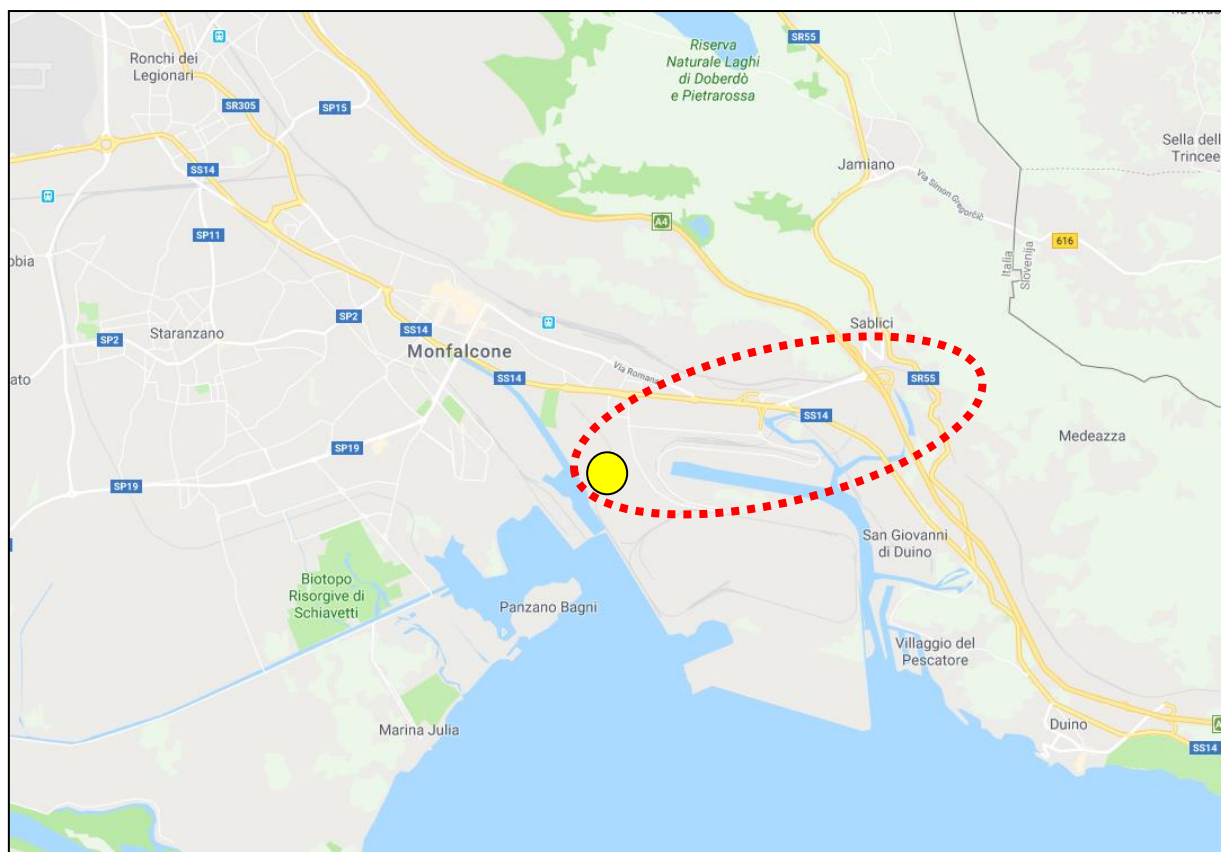 SR55
Riserva
Naturale Laghi
di Doberdò
e Pietrarossa
Ronchi dei
Legionari
SR305
SP15
Sella dell
Trincee
Jamiano
Via Simon Gregorčič
SS14
A4
SP11
616
Italia
Slovenija
Sablici
SP2
Staranzano
SP2
SS14
Monfalcone
SS14
Via Romana
SR55
SS14
Medeazza
SP19
SP19
San Giovanni
di Duino
Biotopo
Risorgive di
Schiavetti
Panzano Bagni
Villaggio del
Pescatore
Marina Julia
Duino
SS14